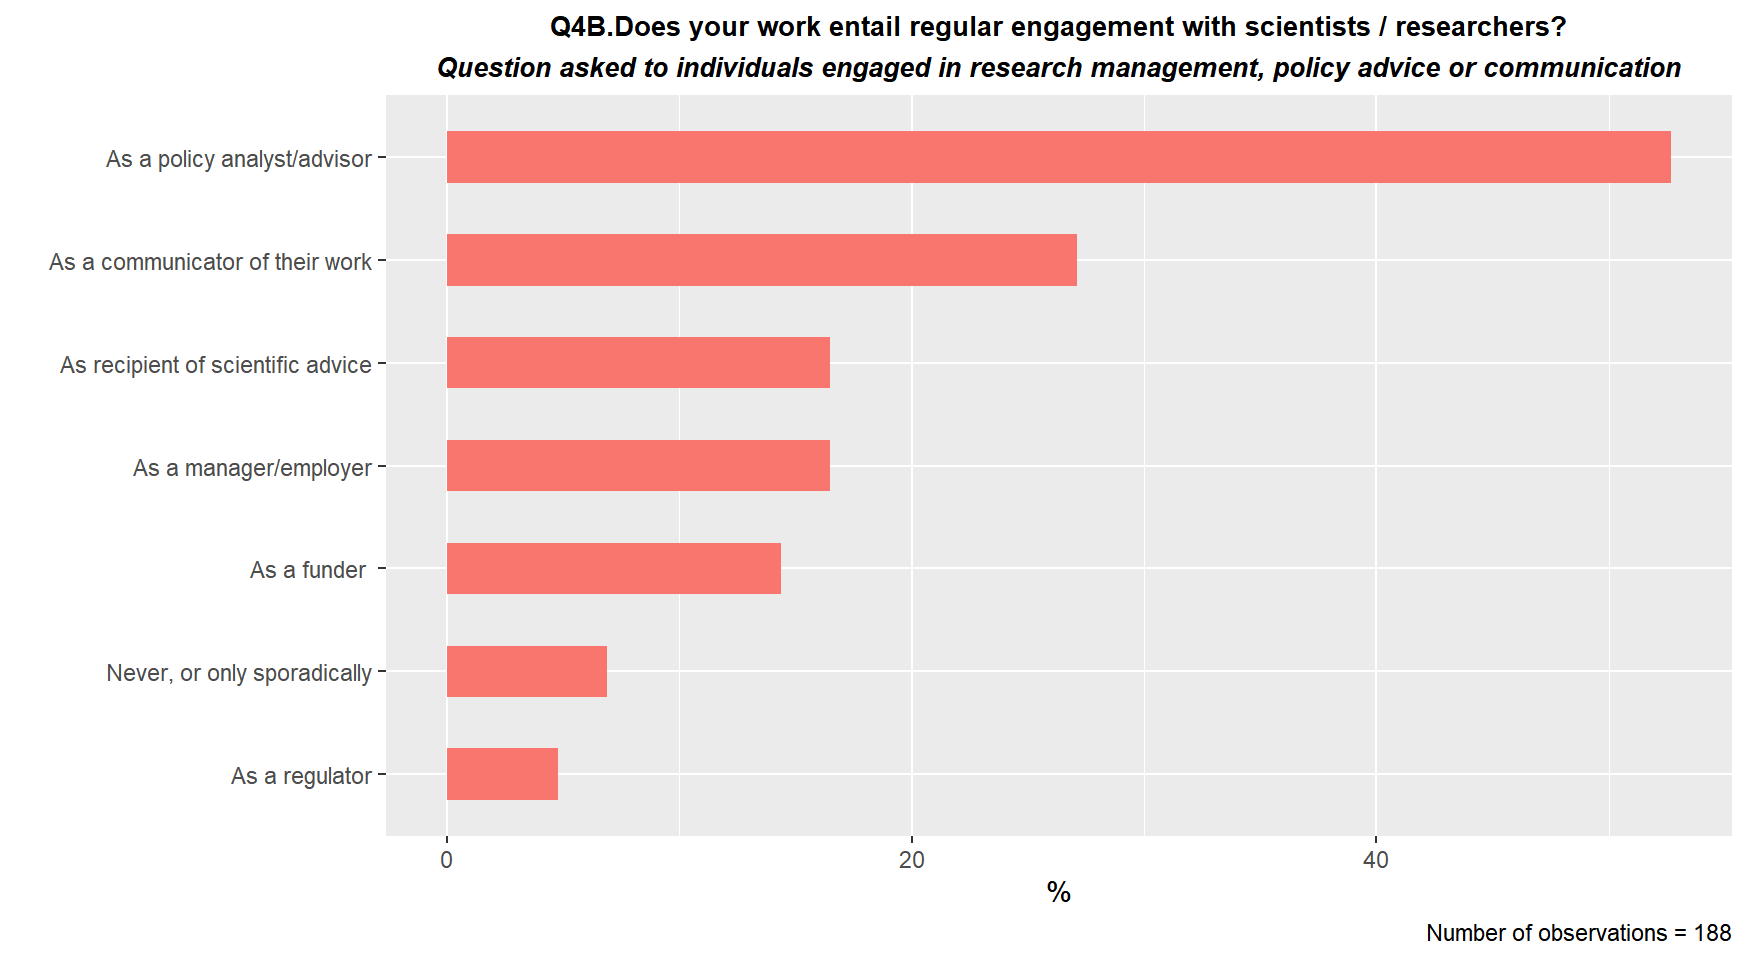 Q4B.Does your work entail regular engagement with scientists / researchers?
Question asked to individuals engaged in research management, policy advice or communication
As a policy analyst/advisor
As a communicator of their work
As recipient of scientific advice
As a manager/employer
As a funder
Never, or only sporadically
As a regulator
0 20 40
%
Number of observations = 188